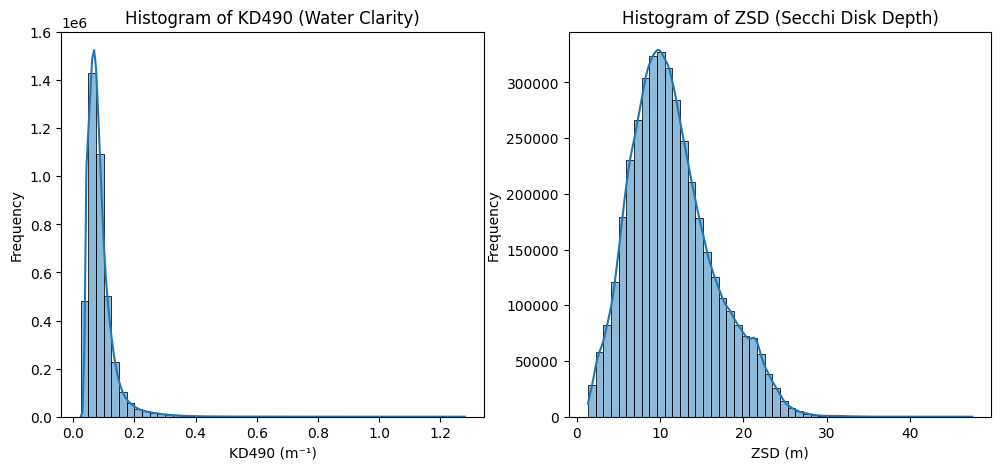 Histogram of KD490 (Water Clarity)
1e6
1.6
1.4
1.2
1.0
0.8
0.6
0.4
0.2
0.0
Frequency
0.0 0.2 0.4 0.6 0.8 1.0 1.2
KD490 (m⁻¹)
Histogram of ZSD (Secchi Disk Depth)
300000
250000
200000
150000
100000
50000
0
Frequency
0 10 20 30 40
ZSD (m)